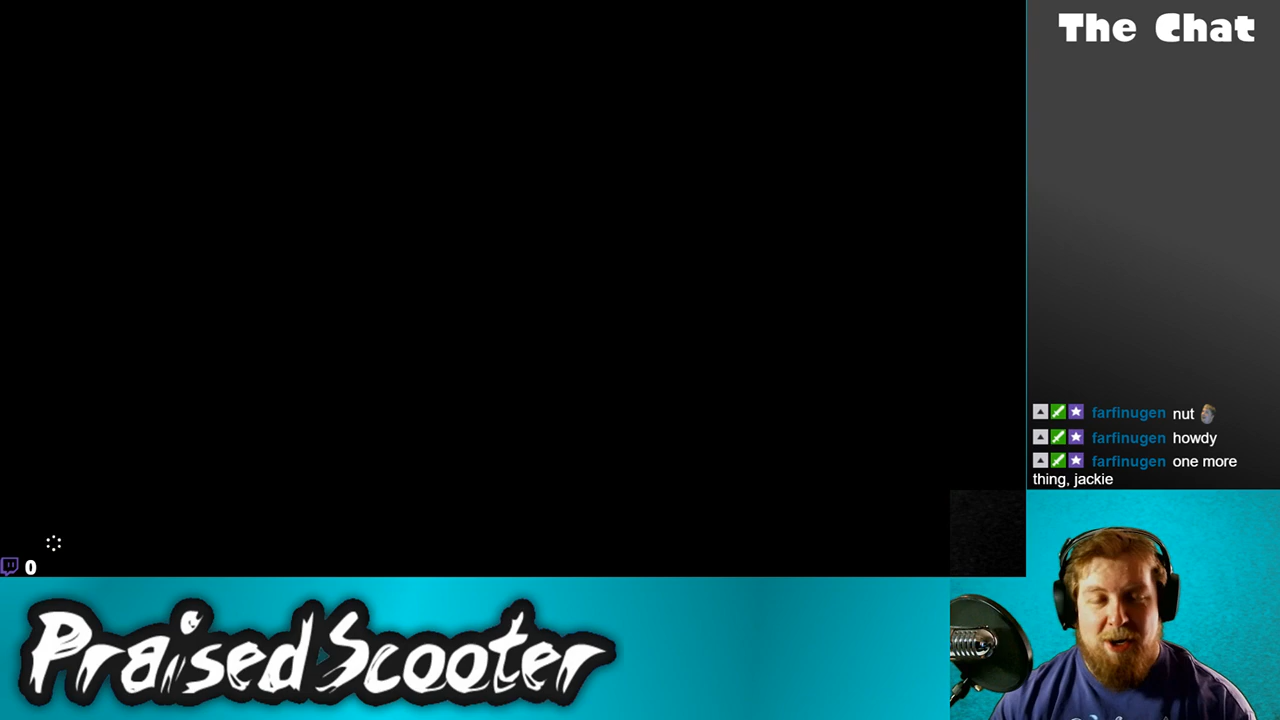 The Chat
farfinugen nut
farfinugen howdy
farfinugen one more
thing, jackie
0
PraisedScooter